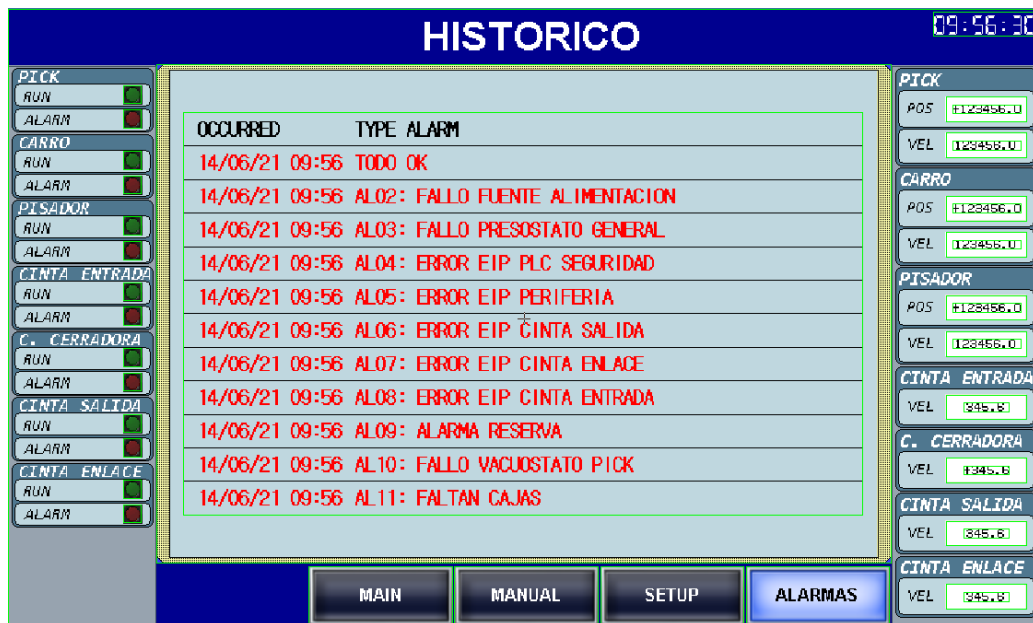 HISTORICO
09:56:30
PICK
RUN
ALARM
CARRO
RUN
ALARM
PISADOR
RUN
ALARM
CINTA ENTRADA
RUN
ALARM
C. CERRADORA
RUN
ALARM
CINTA SALIDA
RUN
ALARM
CINTA ENLACE
RUN
ALARM
OCCURRED TYPE ALARM
14/06/21 09:56 TODO OK
14/06/21 09:56 AL02: FALLO FUENTE ALIMENTACION
14/06/21 09:56 AL03: FALLO PRESOSTATO GENERAL
14/06/21 09:56 AL04: ERROR EIP PLC SEGURIDAD
14/06/21 09:56 AL05: ERROR EIP PERIFERIA
14/06/21 09:56 AL06: ERROR EIP CINTA SALIDA
14/06/21 09:56 AL07: ERROR EIP CINTA ENLACE
14/06/21 09:56 AL08: ERROR EIP CINTA ENTRADA
14/06/21 09:56 AL09: ALARMA RESERVA
14/06/21 09:56 AL10: FALLO VACUOSTATO PICK
14/06/21 09:56 AL11: FALTAN CAJAS
PICK
POS +123456.0
VEL 123456.0
CARRO
POS +123456.0
VEL 123456.0
PISADOR
POS +123456.0
VEL 123456.0
CINTA ENTRADA
VEL 345.6
C. CERRADORA
VEL +345.6
CINTA SALIDA
VEL 345.6
CINTA ENLACE
VEL 345.6
MAIN MANUAL SETUP ALARMAS